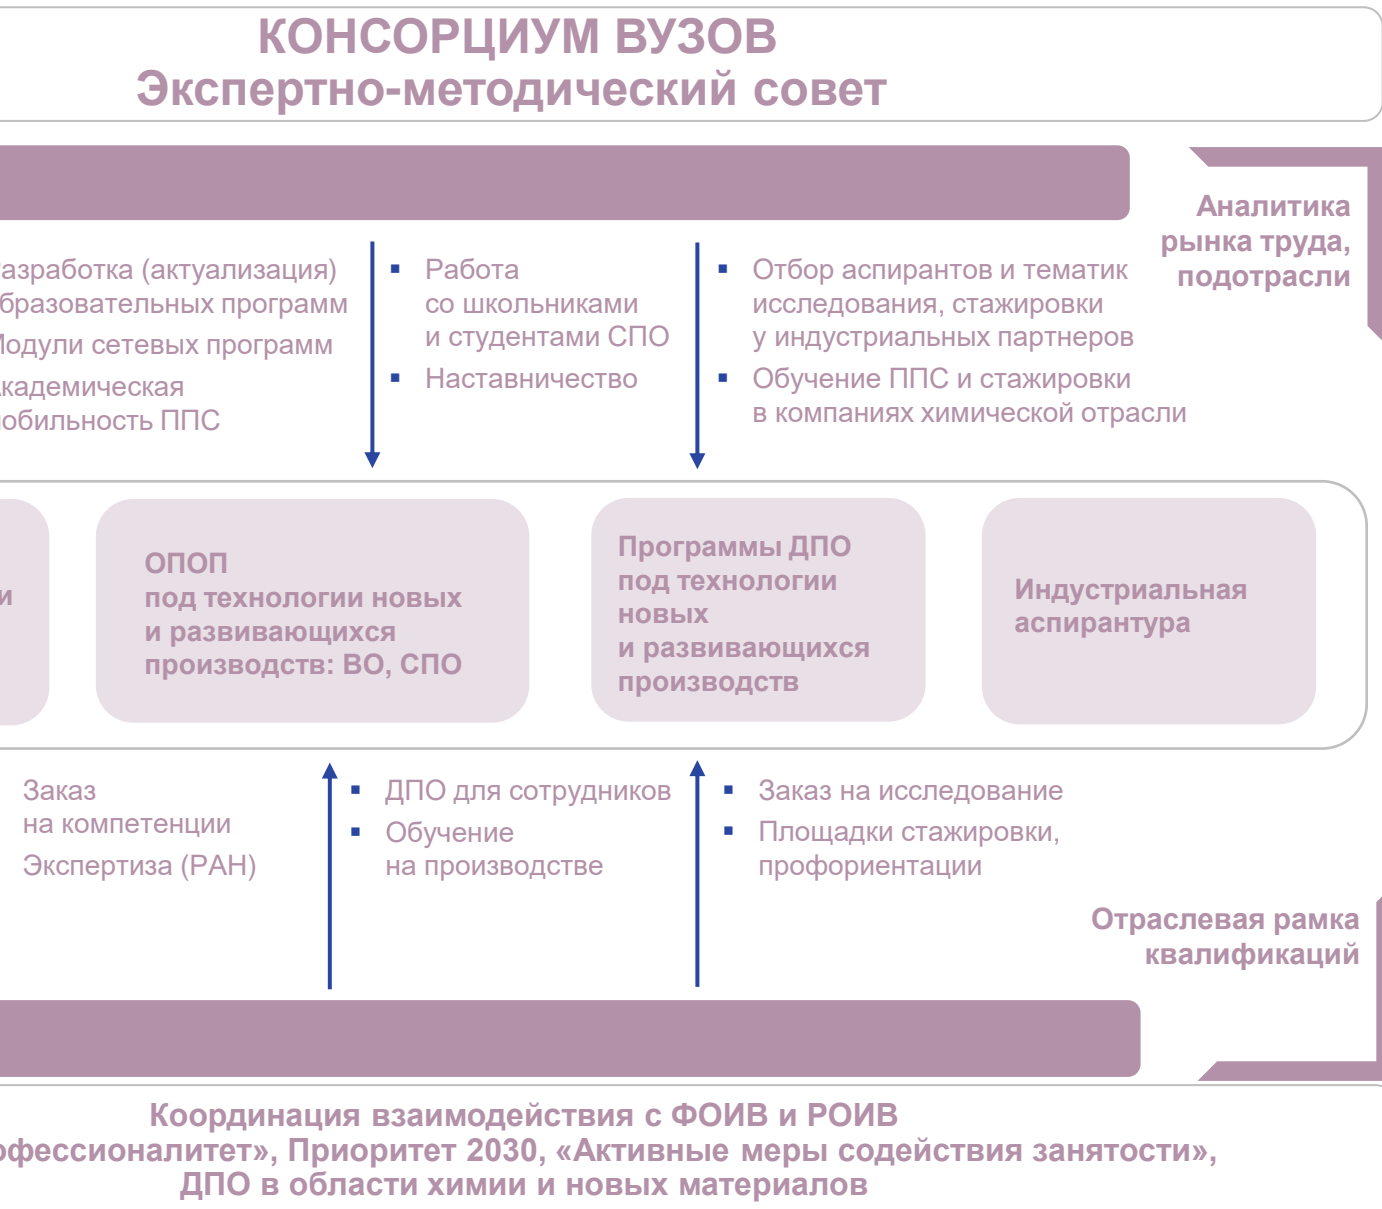 КОНСОРЦИУМ ВУЗОВ
Экспертно-методический совет
Аналитика
рынка труда,
подотрасли
азработка (актуализация)
бразовательных программ
Модули сетевых программ
кадемическая
обильность ППС
Работа
со школьниками
и студентами СПО
Наставничество
Отбор аспирантов и тематик
исследования, стажировки
у индустриальных партнеров
Обучение ППС и стажировки
в компаниях химической отрасли
и
ОПОП
под технологии новых
и развивающихся
производств: ВО, СПО
Программы ДПО
под технологии
новых
и развивающихся
производств
Индустриальная
аспирантура
Заказ
на компетенции
Экспертиза (РАН)
ДПО для сотрудников
Обучение
на производстве
Заказ на исследование
Площадки стажировки,
профориентации
Отраслевая рамка
квалификаций
Координация взаимодействия с ФОИВ и РОИВ
офессионалитет», Приоритет 2030, «Активные меры содействия занятости»,
ДПО в области химии и новых материалов